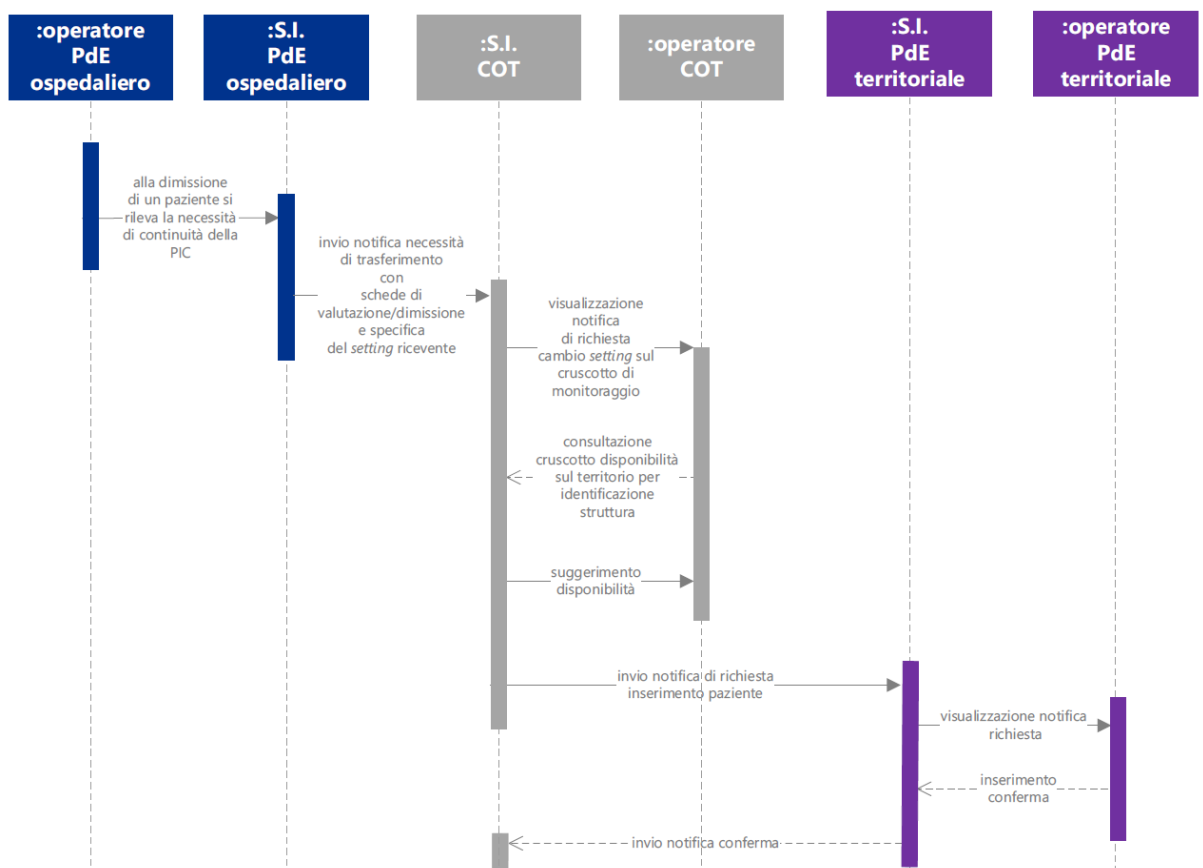 :operatore
PdE
ospedaliero
:S.I.
PdE
ospedaliero
:S.I.
COT
:operatore
COT
:S.I.
PdE
territoriale
:operatore
PdE
territoriale
alla dimissione
di un paziente si
rileva la necessità
di continuità della
PIC
invio notifica necessità
di trasferimento
con
schede di
valutazione/dimissione
e specifica
del setting ricevente
visualizzazione
notifica
di richiesta
cambio setting sul
cruscotto di
monitoraggio
consultazione
cruscotto disponibilità
sul territorio per
identificazione
struttura
suggerimento
disponibilità
invio notifica di richiesta
inserimento paziente
visualizzazione notifica
richiesta
inserimento
conferma
invio notifica conferma